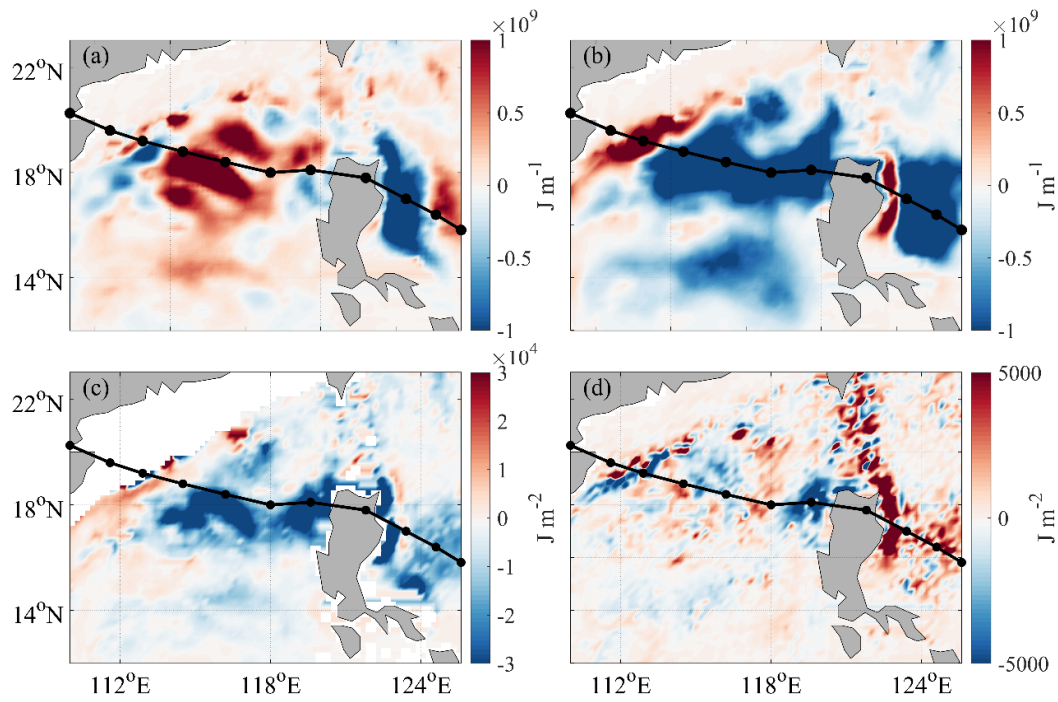 ×10⁹
×10⁹
(a)
(b)
22°N
18°N
14°N
1
0.5
0
-0.5
-1
J m⁻¹
1
0.5
0
-0.5
-1
J m⁻¹
×10⁴
(c)
(d)
22°N
18°N
14°N
3
2
1
0
-1
-2
-3
J m⁻²
5000
0
-5000
J m⁻²
112°E
118°E
124°E
112°E
118°E
124°E